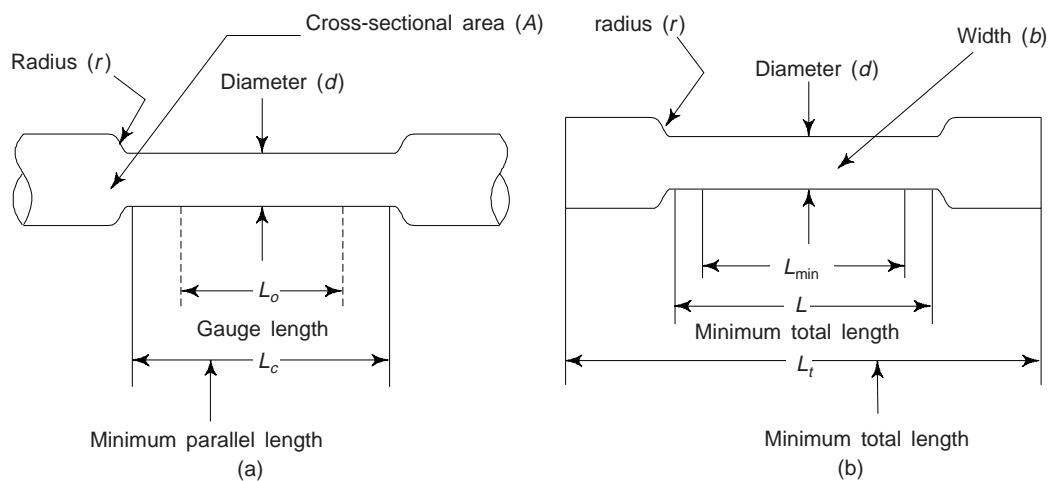 Cross-sectional area (A)
Radius (r)
Diameter (d)
L₀
Gauge length
L_c
Minimum parallel length
(a)
radius (r)
Width (b)
Diameter (d)
L_min
L
Minimum total length
L_t
Minimum total length
(b)